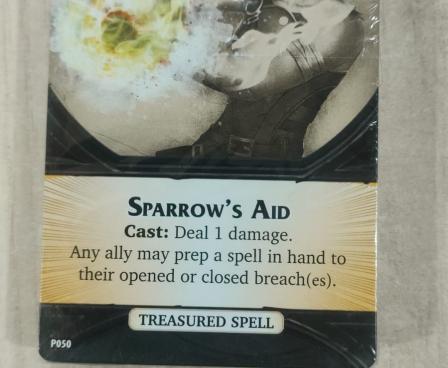 Sparrow's Aid
Cast: Deal 1 damage.
Any ally may prep a spell in hand to
their opened or closed breach(es).
TREASURED SPELL
P050